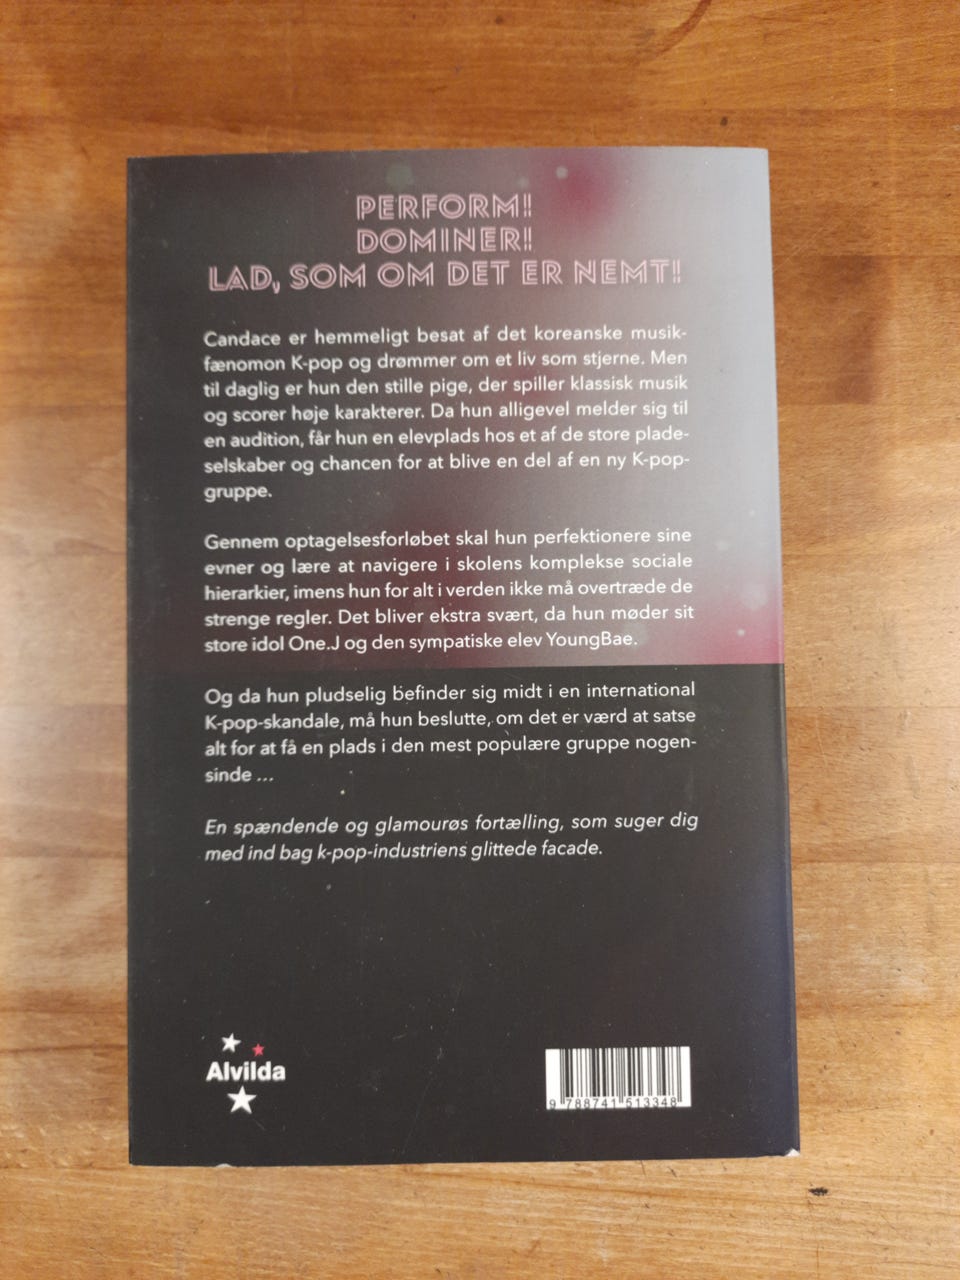 PERFORM!
DOMINER!
LAD, SOM OM DET ER NEMT!
Candace er hemmeligt besat af det koreanske musik-
fænomon K-pop og drømmer om et liv som stjerne. Men
til daglig er hun den stille pige, der spiller klassisk musik
og scorer høje karakterer. Da hun alligevel melder sig til
en audition, får hun en elevplads hos et af de store plade-
selskaber og chancen for at blive en del af en ny K-pop-
gruppe.
Gennem optagelsesforløbet skal hun perfektionere sine
evner og lære at navigere i skolens komplekse sociale
hierarkier, imens hun for alt i verden ikke må overtræde de
strenge regler. Det bliver ekstra svært, da hun møder sit
store idol One.J og den sympatiske elev YoungBae.
Og da hun pludselig befinder sig midt i en international
K-pop-skandale, må hun beslutte, om det er værd at satse
alt for at få en plads i den mest populære gruppe nogen-
sinde ...
En spændende og glamourøs fortælling, som suger dig
med ind bag k-pop-industriens glittede facade.
Alvilda
9 788741 513348